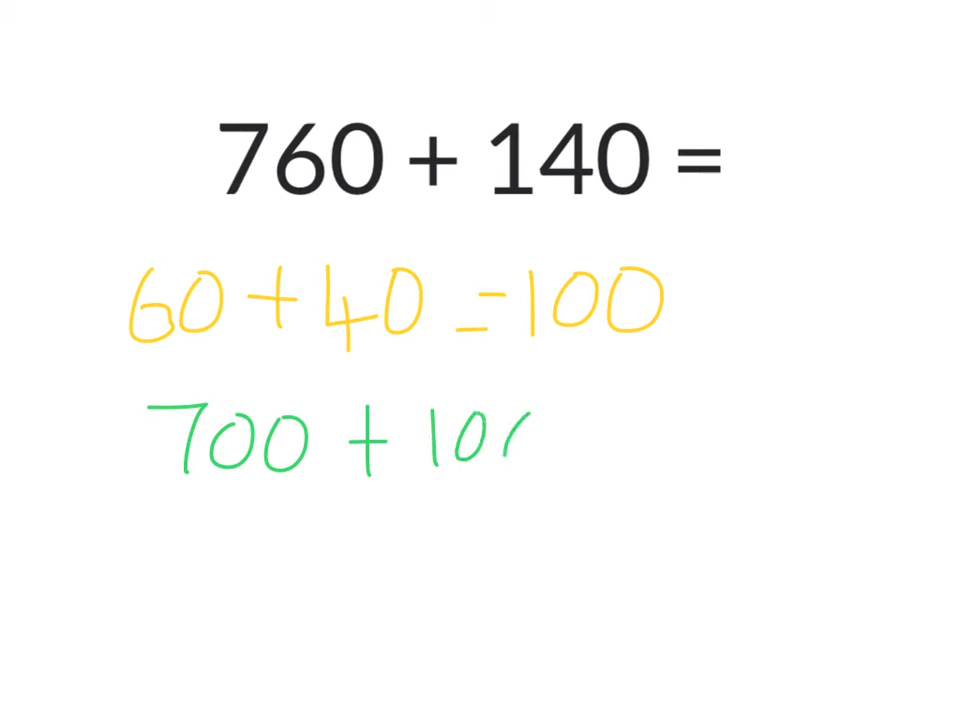 760 + 140 =
60 + 40 = 100
700 + 10